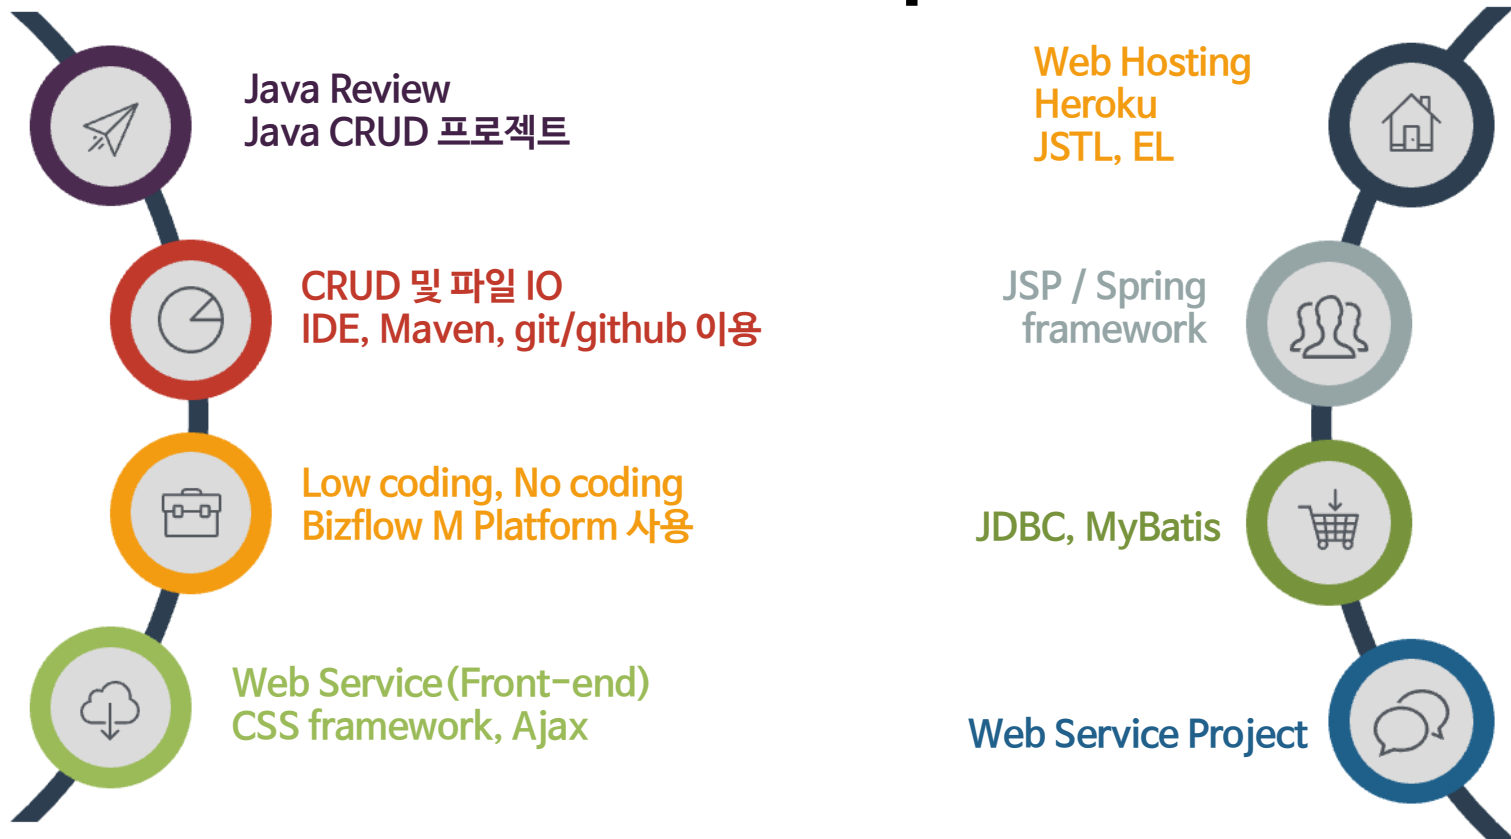 Java Review
Java CRUD 프로젝트
CRUD 및 파일 IO
IDE, Maven, git/github 이용
Low coding, No coding
Bizflow M Platform 사용
Web Service(Front-end)
CSS framework, Ajax
Web Hosting
Heroku
JSTL, EL
JSP / Spring
framework
JDBC, MyBatis
Web Service Project